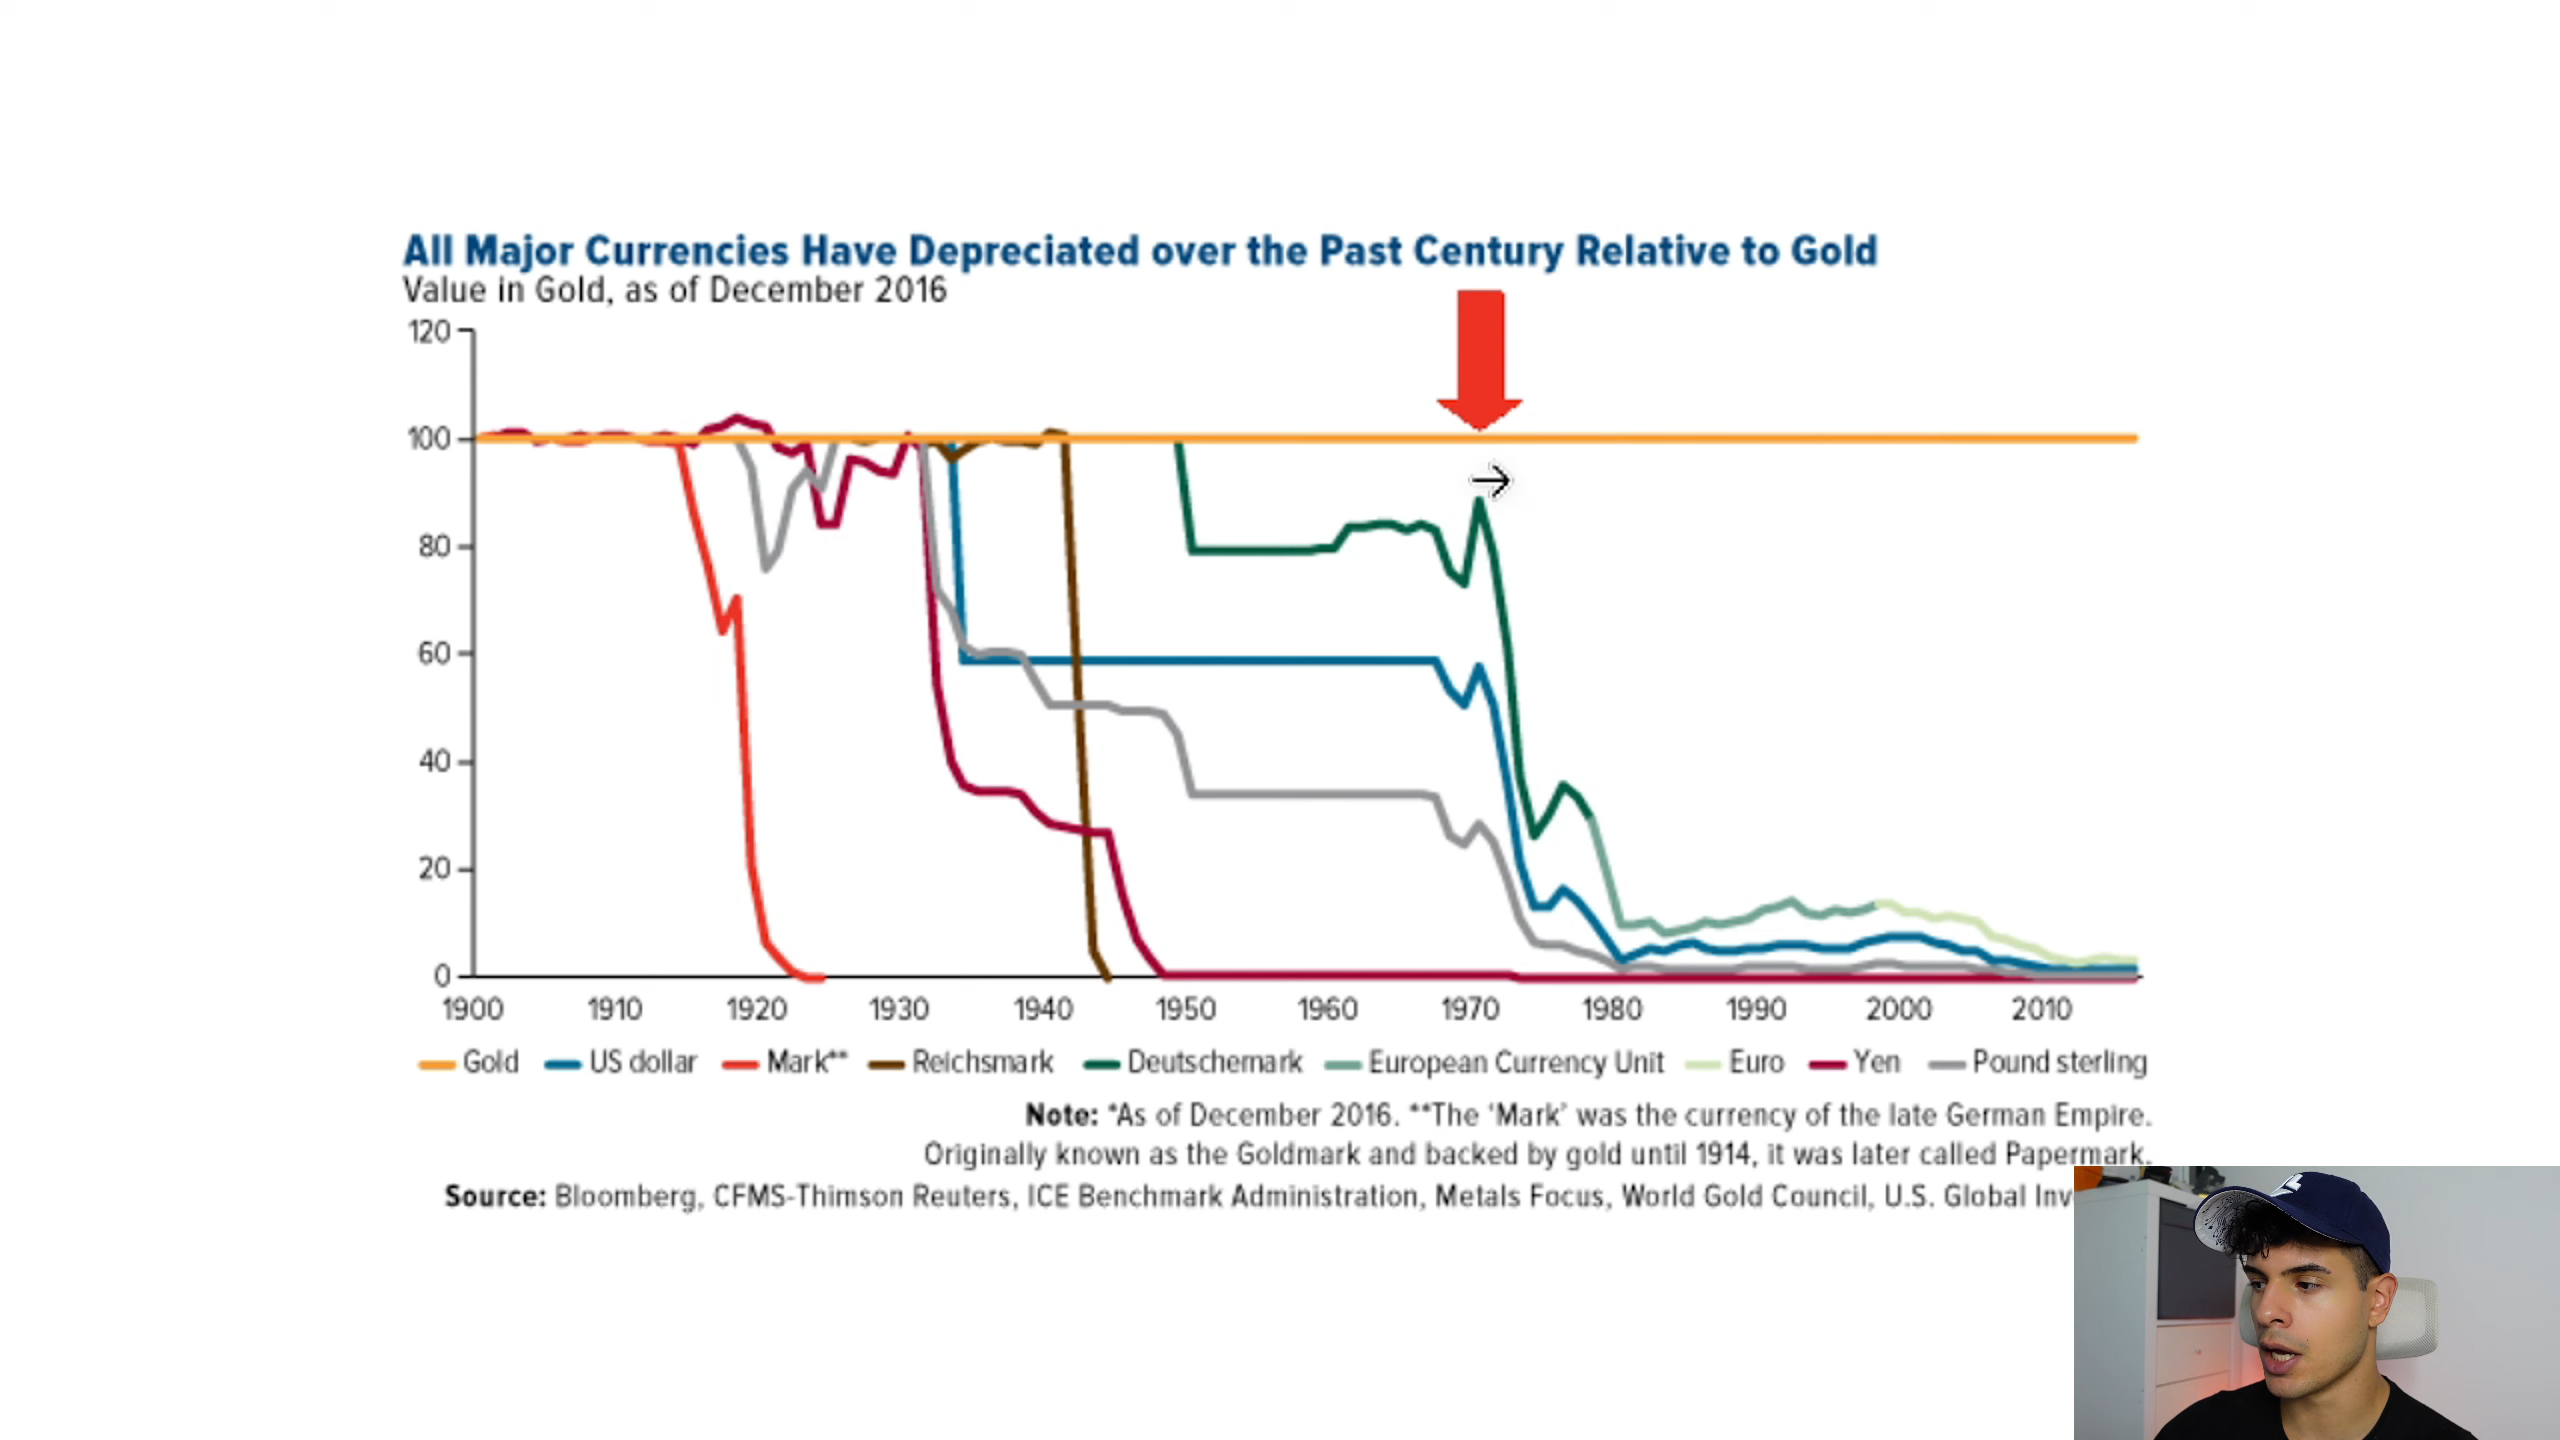 All Major Currencies Have Depreciated over the Past Century Relative to Gold
Value in Gold, as of December 2016
120
100
80
60
40
20
0
1900 1910 1920 1930 1940 1950 1960 1970 1980 1990 2000 2010
Gold US dollar Mark** Reichsmark Deutschemark European Currency Unit Euro Yen Pound sterling
Note: *As of December 2016. **The ‘Mark’ was the currency of the late German Empire.
Originally known as the Goldmark and backed by gold until 1914, it was later called Papermark.
Source: Bloomberg, CFMS-Thimson Reuters, ICE Benchmark Administration, Metals Focus, World Gold Council, U.S. Global Inv